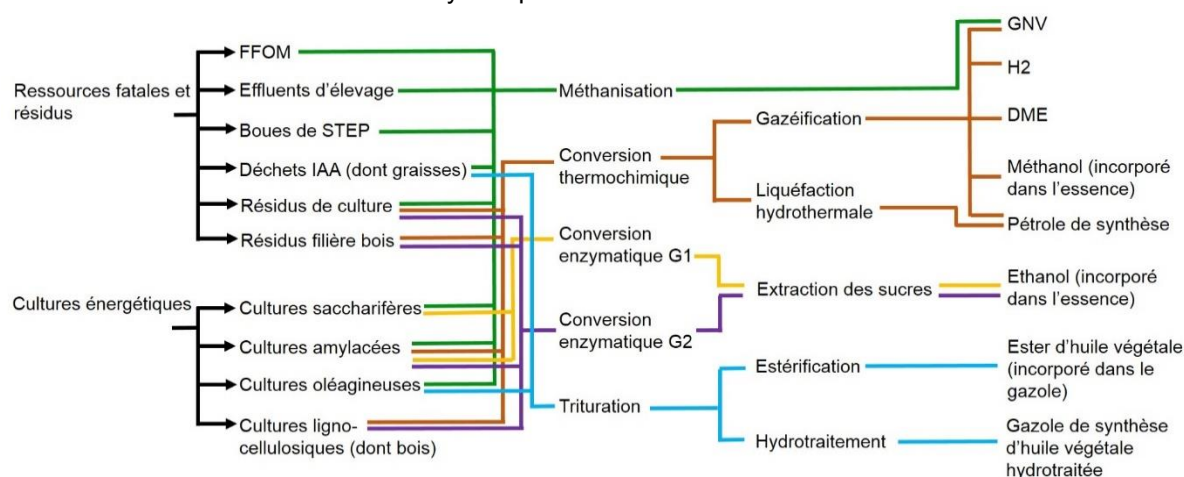 Ressources fatales et
résidus
FFOM
Effluents d'élevage
Boues de STEP
Déchets IAA (dont graisses)
Résidus de culture
Résidus filière bois
Cultures énergétiques
Cultures saccharifères
Cultures amylacées
Cultures oléagineuses
Cultures ligno-
cellulosiques (dont bois)
Méthanisation
Conversion
thermochimique
Conversion
enzymatique G1
Conversion
enzymatique G2
Trituration
Gazéification
Liquéfaction
hydrothermale
Extraction des sucres
Estérification
Hydrotraitement
GNV
H2
DME
Méthanol (incorporé
dans l'essence)
Pétrole de synthèse
Ethanol (incorporé
dans l'essence)
Ester d'huile végétale
(incorporé dans le
gazole)
Gazole de synthèse
d'huile végétale
hydrotraitée